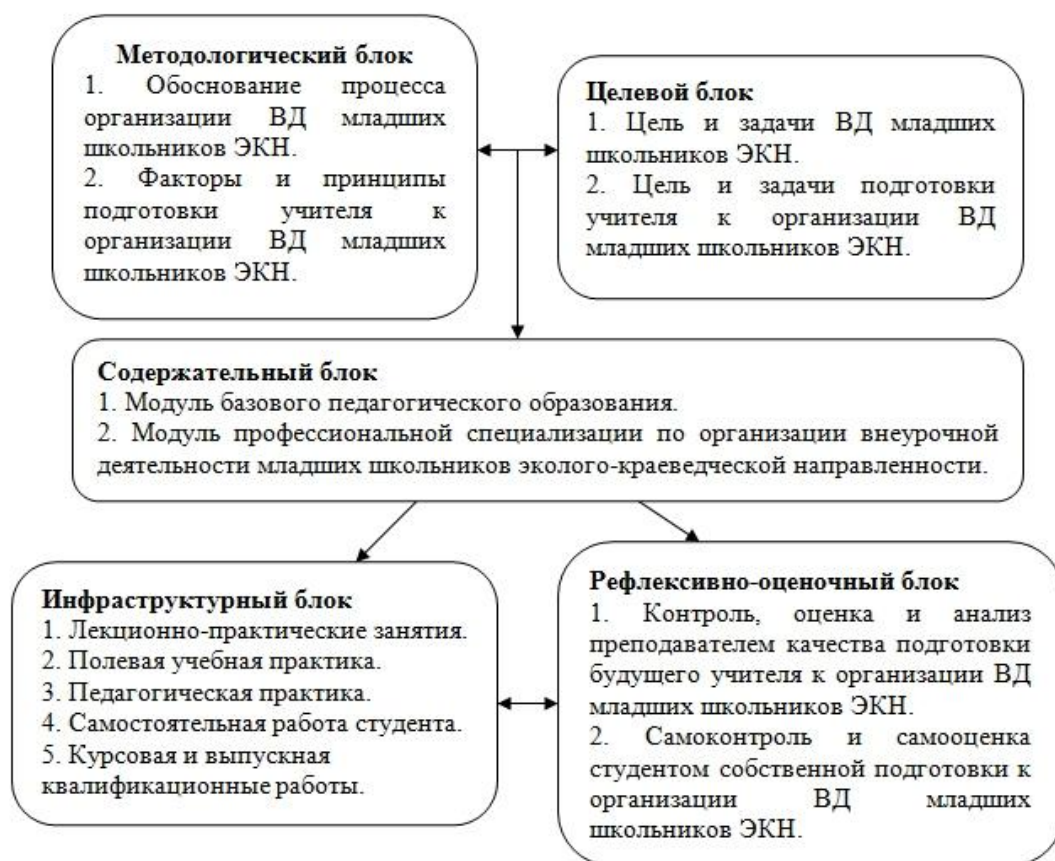 Методологический блок
1. Обоснование процесса
организации ВД младших
школьников ЭКН.
2. Факторы и принципы
подготовки учителя к
организации ВД младших
школьников ЭКН.
Целевой блок
1. Цель и задачи ВД младших
школьников ЭКН.
2. Цель и задачи подготовки
учителя к организации ВД
младших школьников ЭКН.
Содержательный блок
1. Модуль базового педагогического образования.
2. Модуль профессиональной специализации по организации внеурочной
деятельности младших школьников эколого-краеведческой направленности.
Инфраструктурный блок
1. Лекционно-практические занятия.
2. Полевая учебная практика.
3. Педагогическая практика.
4. Самостоятельная работа студента.
5. Курсовая и выпускная
квалификационные работы.
Рефлексивно-оценочный блок
1. Контроль, оценка и анализ
преподавателем качества подготовки
будущего учителя к организации ВД
младших школьников ЭКН.
2. Самоконтроль и самооценка
студентом собственной подготовки к
организации ВД младших
школьников ЭКН.